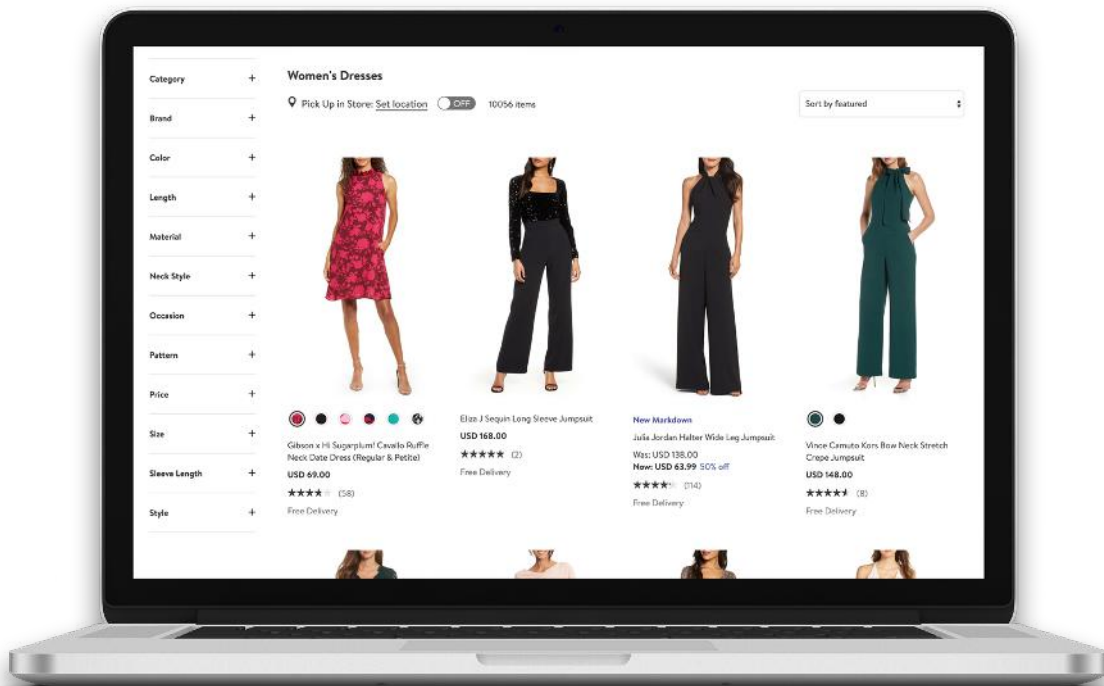 Category +
Brand +
Color +
Length +
Material +
Neck Style +
Occasion +
Pattern +
Price +
Size +
Sleeve Length +
Style +
Women's Dresses
Pick Up in Store: Set location OFF 10056 items
Sort by featured
Gibson x Hi Sugarplum! Cavallo Ruffle
Neck Date Dress (Regular & Petite)
USD 69.00
(58)
Free Delivery
Eliza J Sequin Long Sleeve Jumpsuit
USD 168.00
(2)
Free Delivery
New Markdown
Julia Jordan Halter Wide Leg Jumpsuit
Was: USD 138.00
Now: USD 63.99 50% off
(114)
Free Delivery
Vince Camuto Kors Bow Neck Stretch
Crepe Jumpsuit
USD 148.00
(8)
Free Delivery